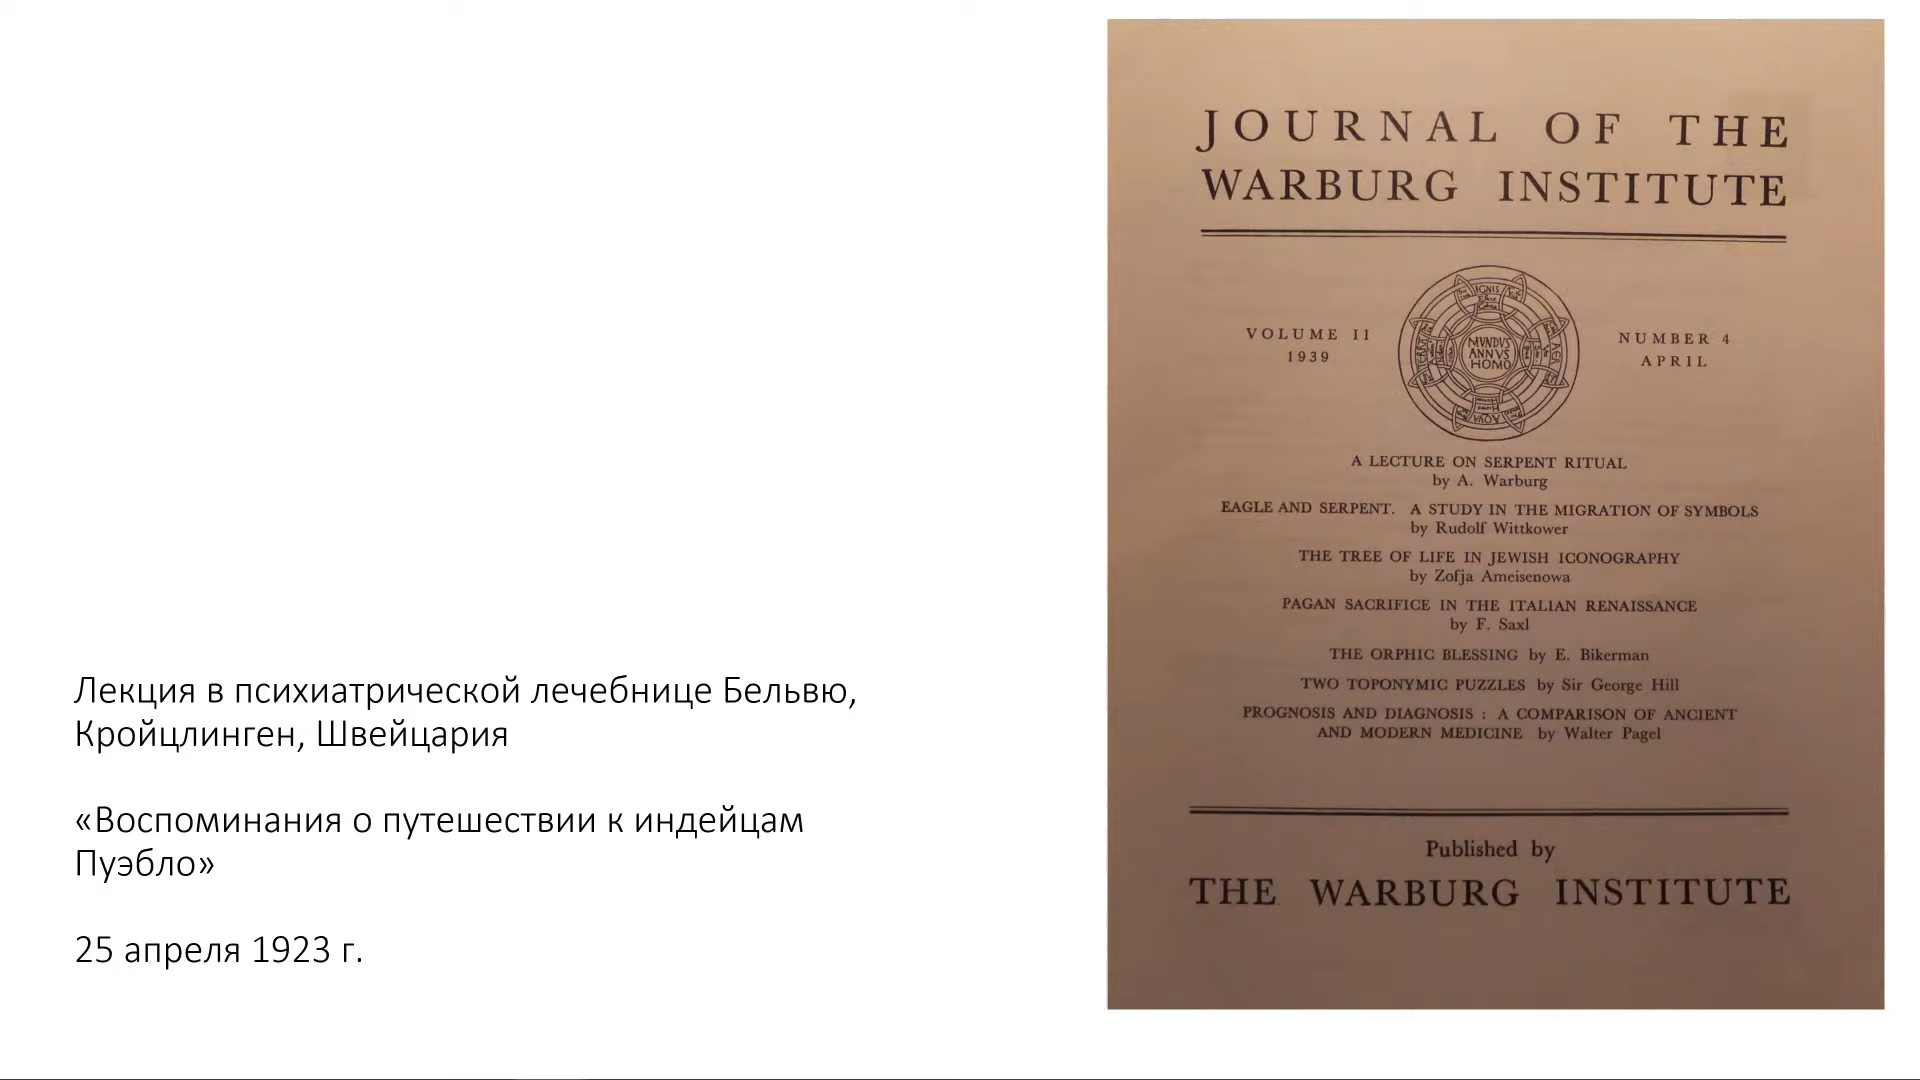 Лекция в психиатрической лечебнице Бельвю,
Кройцлинген, Швейцария
«Воспоминания о путешествии к индейцам
Пуэбло»
25 апреля 1923 г.
JOURNAL OF THE
WARBURG INSTITUTE
VOLUME II
1939
IGNIS
MVNDVS
ANNVS
HOMO
AER
AQVA
NUMBER 4
APRIL
A LECTURE ON SERPENT RITUAL
by A. Warburg
EAGLE AND SERPENT. A STUDY IN THE MIGRATION OF SYMBOLS
by Rudolf Wittkower
THE TREE OF LIFE IN JEWISH ICONOGRAPHY
by Zofja Ameisenowa
PAGAN SACRIFICE IN THE ITALIAN RENAISSANCE
by F. Saxl
THE ORPHIC BLESSING by E. Bikerman
TWO TOPONYMIC PUZZLES by Sir George Hill
PROGNOSIS AND DIAGNOSIS : A COMPARISON OF ANCIENT
AND MODERN MEDICINE by Walter Pagel
Published by
THE WARBURG INSTITUTE